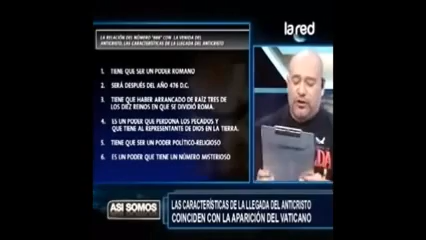 LA RELACIÓN DEL NÚMERO "666" CON LA VENIDA DEL
ANTICRISTO, LAS CARACTERÍSTICAS DE LA LLEGADA DEL ANTICRISTO
la red
1. TIENE QUE SER UN PODER ROMANO
2. SERÁ DESPUÉS DEL AÑO 476 D.C.
3. TIENE QUE HABER ARRANCADO DE RAÍZ TRES DE
LOS DIEZ REINOS EN QUE SE DIVIDIÓ ROMA.
4. ES UN PODER QUE PERDONA LOS PECADOS Y
QUE TIENE AL REPRESENTANTE DE DIOS EN LA TIERRA.
5. TIENE QUE SER UN PODER POLÍTICO-RELIGIOSO
6. ES UN PODER QUE TIENE UN NÚMERO MISTERIOSO
ASI SOMOS
LAS CARACTERÍSTICAS DE LA LLEGADA DEL ANTICRISTO
COINCIDEN CON LA APARICIÓN DEL VATICANO